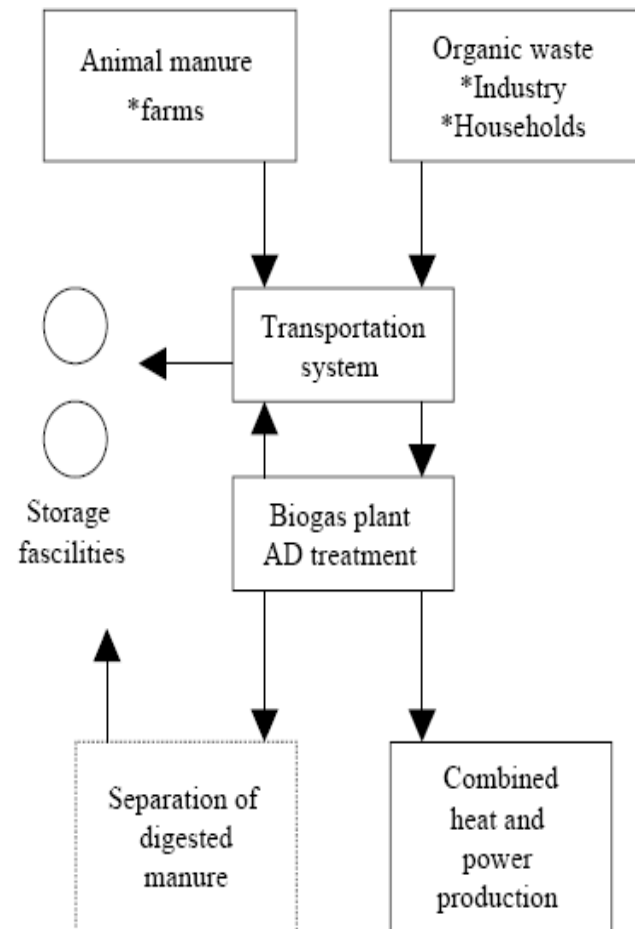 Animal manure
*farms
Organic waste
*Industry
*Households
Transportation
system
Storage
fascilities
Biogas plant
AD treatment
Separation of
digested
manure
Combined
heat and
power
production